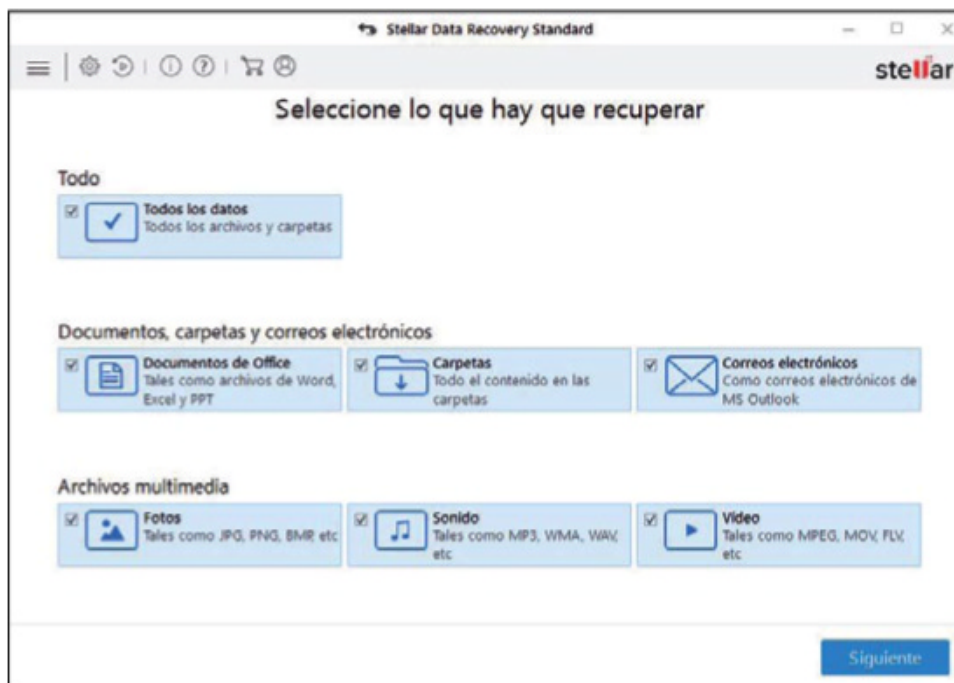 Stellar Data Recovery Standard
stellar
Seleccione lo que hay que recuperar
Todo
Todos los datos
Todos los archivos y carpetas
Documentos, carpetas y correos electrónicos
Documentos de Office
Tales como archivos de Word,
Excel y PPT
Carpetas
Todo el contenido en las
carpetas
Correos electrónicos
Como correos electrónicos de
MS Outlook
Archivos multimedia
Fotos
Tales como JPG, PNG, BMP, etc
Sonido
Tales como MP3, WMA, WAV,
etc
Vídeo
Tales como MPEG, MOV, FLV,
etc
Siguiente